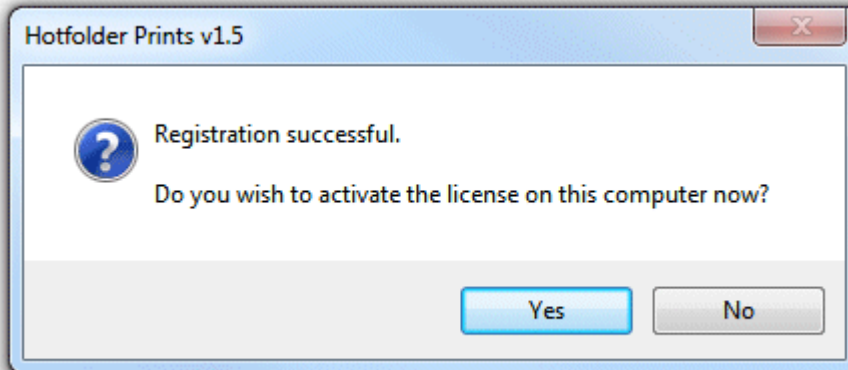 Hotfolder Prints v1.5
Registration successful.
Do you wish to activate the license on this computer now?
Yes
No